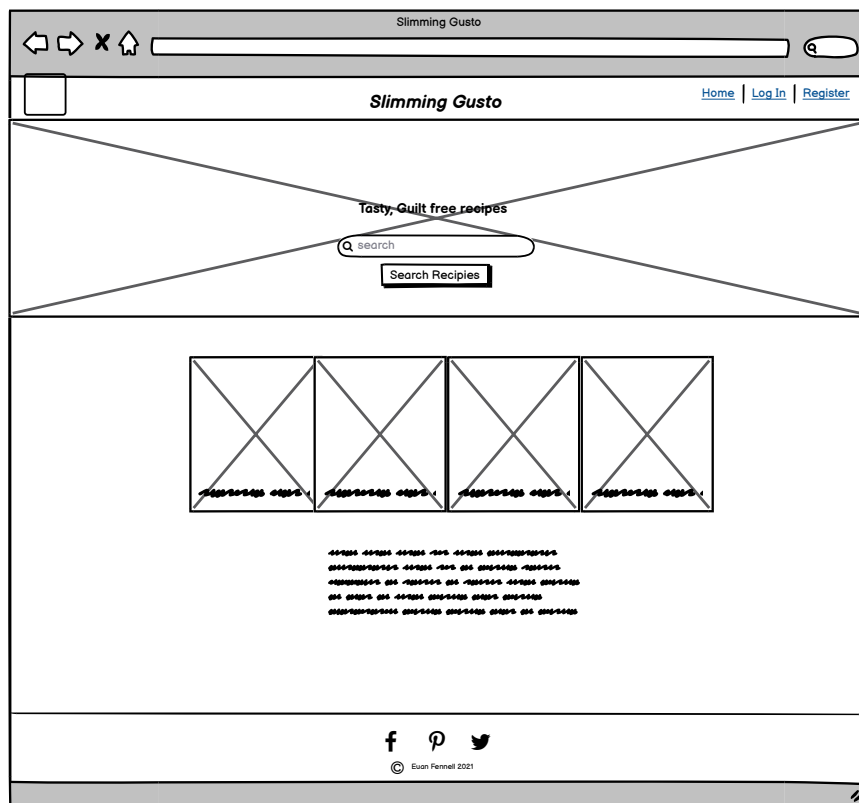 Slimming Gusto
Slimming Gusto
Home | Log In | Register
Tasty, Guilt free recipes
search
Search Recipies
© Euan Fennell 2021